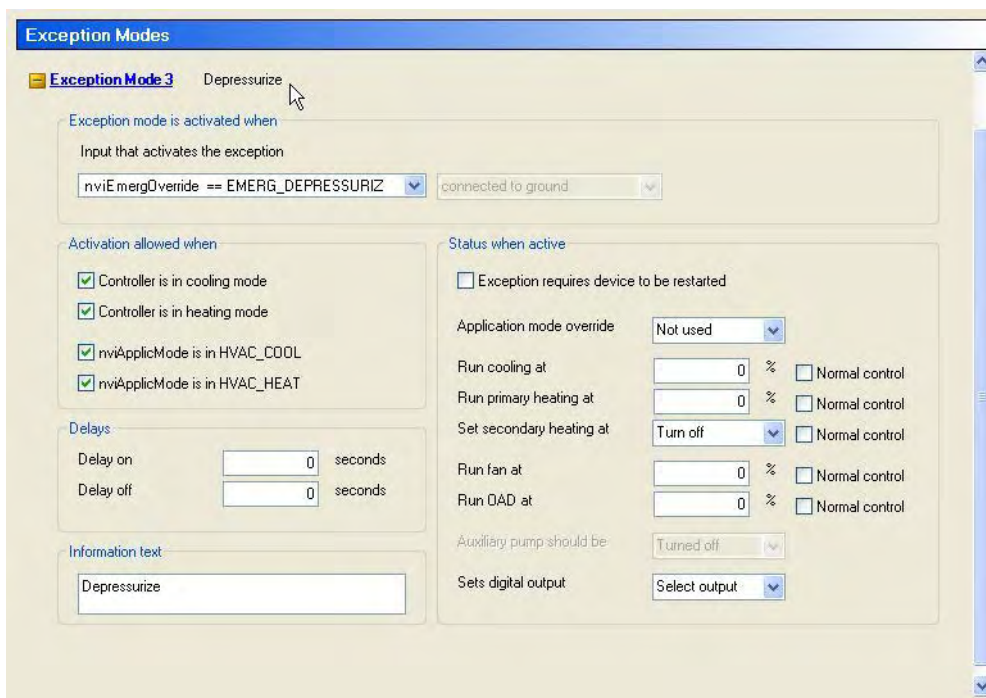 Exception Modes
Exception Mode 3 Depressurize
Exception mode is activated when
Input that activates the exception
nviEmergOverride == EMERG_DEPRESSURIZ connected to ground
Activation allowed when
Controller is in cooling mode
Controller is in heating mode
nviApplicMode is in HVAC_COOL
nviApplicMode is in HVAC_HEAT
Delays
Delay on 0 seconds
Delay off 0 seconds
Information text
Depressurize
Status when active
Exception requires device to be restarted
Application mode override Not used
Run cooling at 0 % Normal control
Run primary heating at 0 % Normal control
Set secondary heating at Turn off Normal control
Run fan at 0 % Normal control
Run OAD at 0 % Normal control
Auxiliary pump should be Turned off
Sets digital output Select output